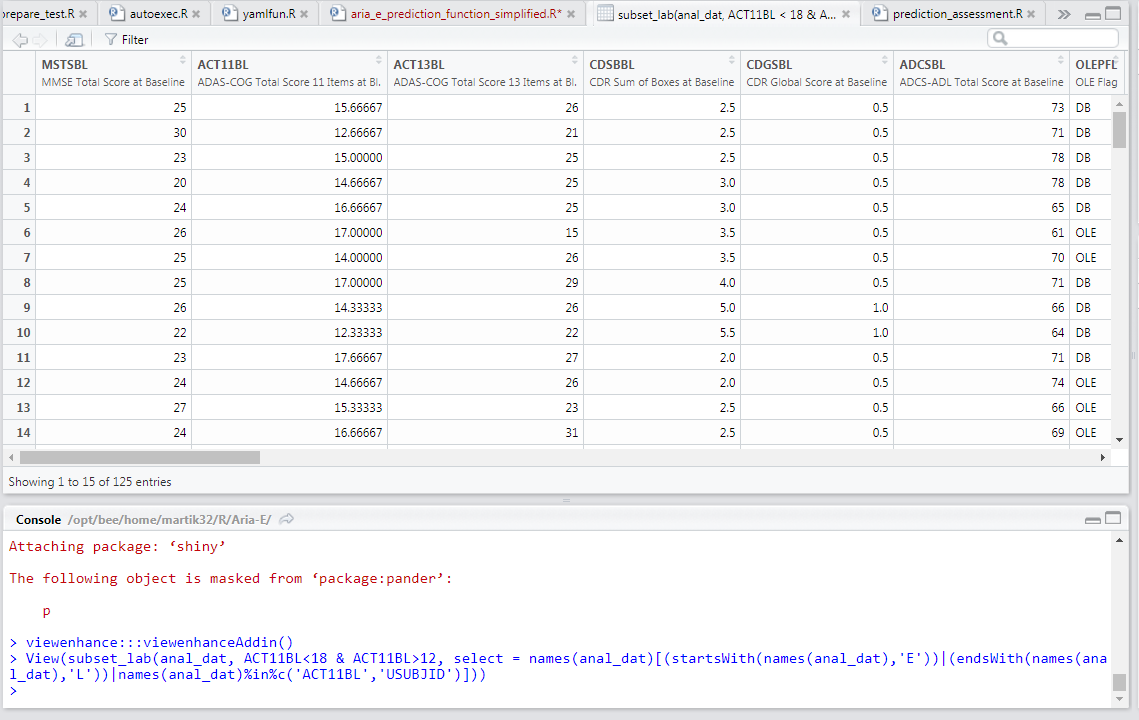 prepare_test.R × autoexec.R × yamlfun.R × aria_e_prediction_function_simplified.R* × subset_lab(anal_dat, ACT11BL < 18 & A... × prediction_assessment.R ×
Filter
MSTSBL ACT11BL ACT13BL CDSBBL CDGSBL ADCSBL OLEPFL
MMSE Total Score at Baseline ADAS-COG Total Score 11 Items at Bl. ADAS-COG Total Score 13 Items at Bl. CDR Sum of Boxes at Baseline CDR Global Score at Baseline ADCS-ADL Total Score at Baseline OLE Flag
1 25 15.66667 26 2.5 0.5 73 DB
2 30 12.66667 21 2.5 0.5 71 DB
3 23 15.00000 25 2.5 0.5 78 DB
4 20 14.66667 25 3.0 0.5 78 DB
5 24 16.66667 25 3.0 0.5 65 DB
6 26 17.00000 15 3.5 0.5 61 OLE
7 25 14.00000 26 3.5 0.5 70 OLE
8 25 17.00000 29 4.0 0.5 71 DB
9 26 14.33333 26 5.0 1.0 66 DB
10 22 12.33333 22 5.5 1.0 64 DB
11 23 17.66667 27 2.0 0.5 71 DB
12 24 14.66667 26 2.0 0.5 74 OLE
13 27 15.33333 23 2.5 0.5 66 OLE
14 24 16.66667 31 2.5 0.5 69 OLE
Showing 1 to 15 of 125 entries
Console /opt/bee/home/martik32/R/Aria-E/
Attaching package: ‘shiny’
The following object is masked from ‘package:pander’:
p
> viewenhance:::viewenhanceAddin()
> View(subset_lab(anal_dat, ACT11BL<18 & ACT11BL>12, select = names(anal_dat)[(startsWith(names(anal_dat),'E'))|(endsWith(names(ana
l_dat),'L'))|names(anal_dat)%in%c('ACT11BL','USUBJID')]))
>